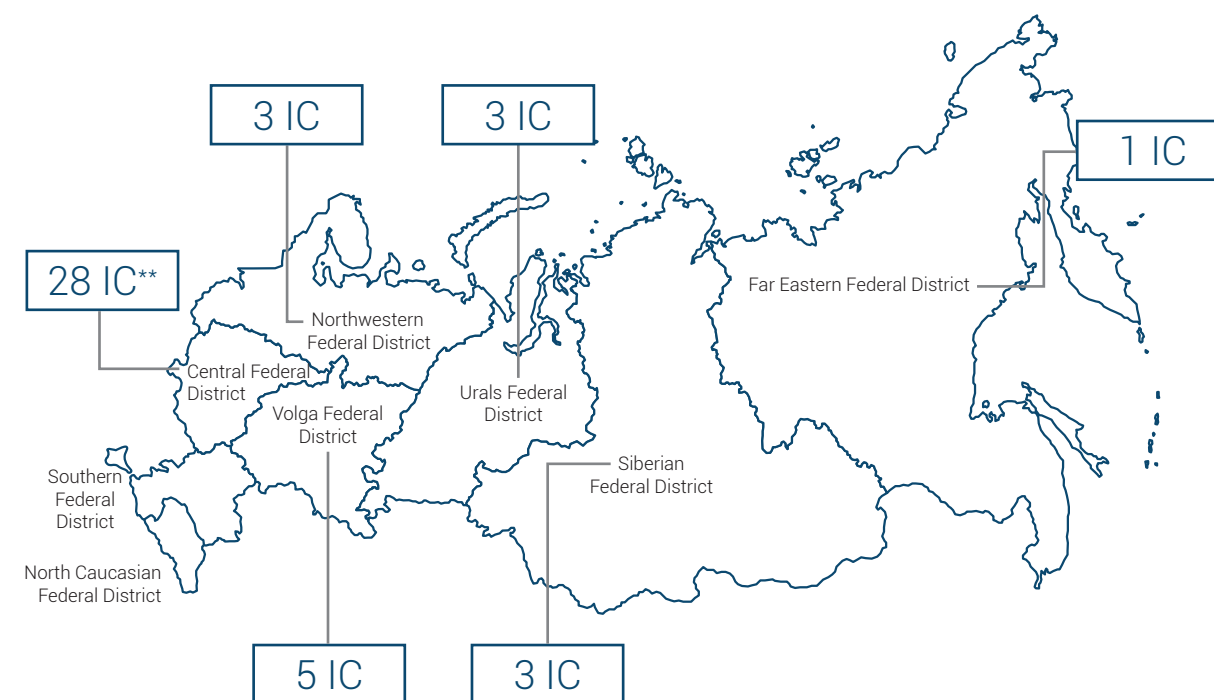 3 IC
3 IC
1 IC
28 IC**
Far Eastern Federal District
Northwestern
Federal District
Central Federal
District
Urals Federal
District
Volga Federal
District
Siberian
Federal District
Southern
Federal
District
North Caucasian
Federal District
5 IC
3 IC